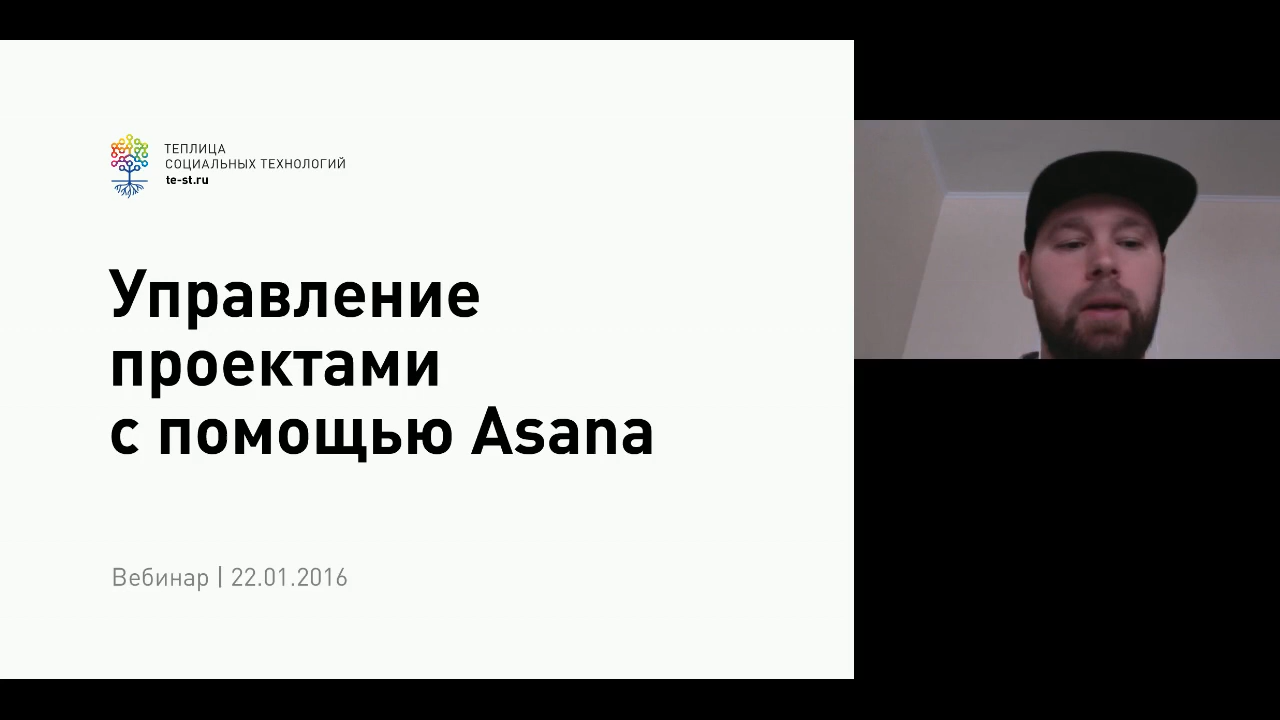 ТЕПЛИЦА
СОЦИАЛЬНЫХ ТЕХНОЛОГИЙ
te-st.ru
Управление
проектами
с помощью Asana
Вебинар | 22.01.2016